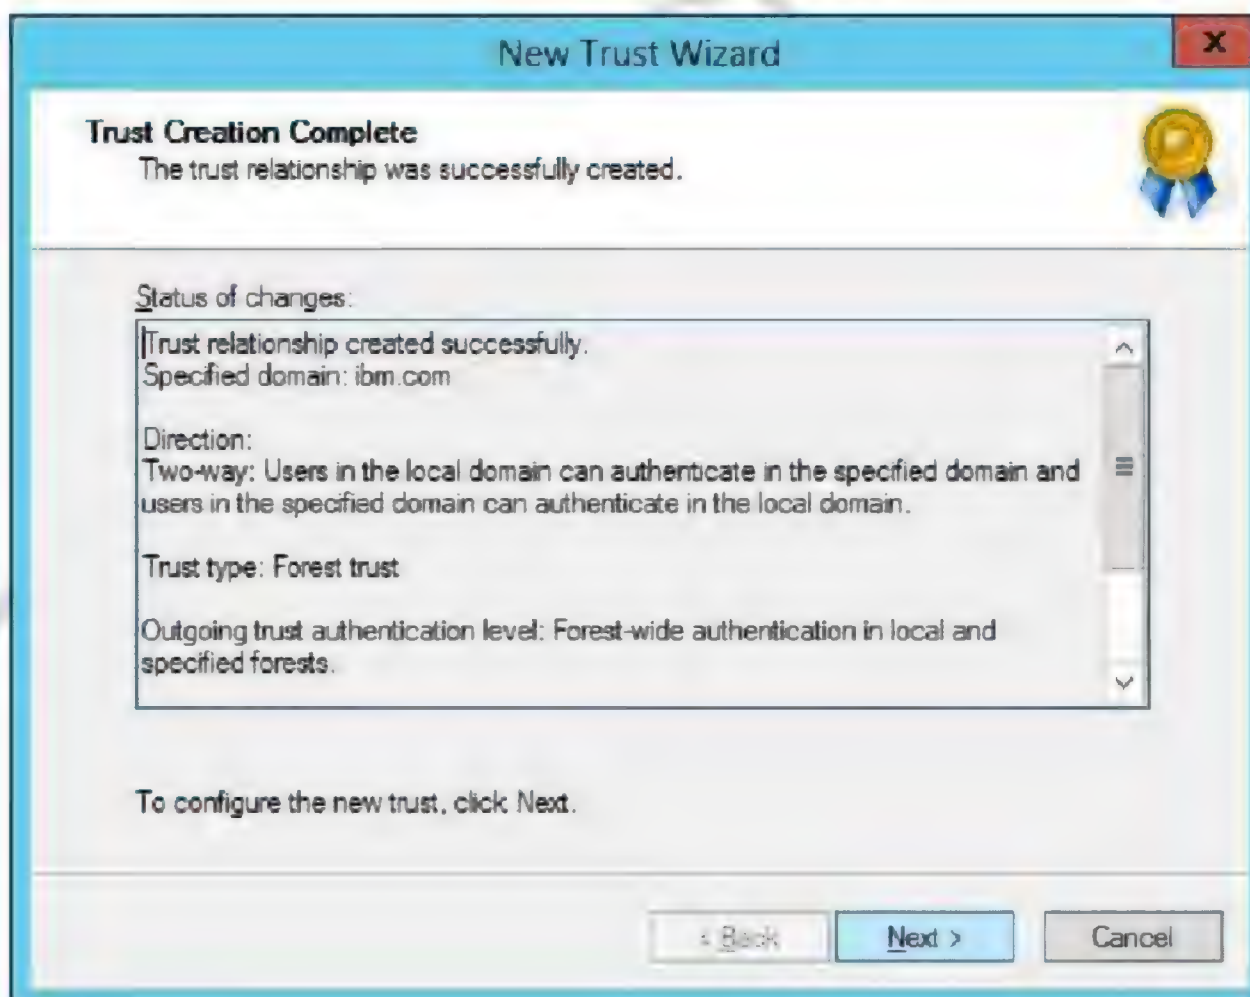 New Trust Wizard
x
Trust Creation Complete
The trust relationship was successfully created.
Status of changes:
Trust relationship created successfully.
Specified domain: ibm.com
Direction:
Two-way: Users in the local domain can authenticate in the specified domain and
users in the specified domain can authenticate in the local domain.
Trust type: Forest trust
Outgoing trust authentication level: Forest-wide authentication in local and
specified forests.
To configure the new trust, click Next.
< Back
Next >
Cancel